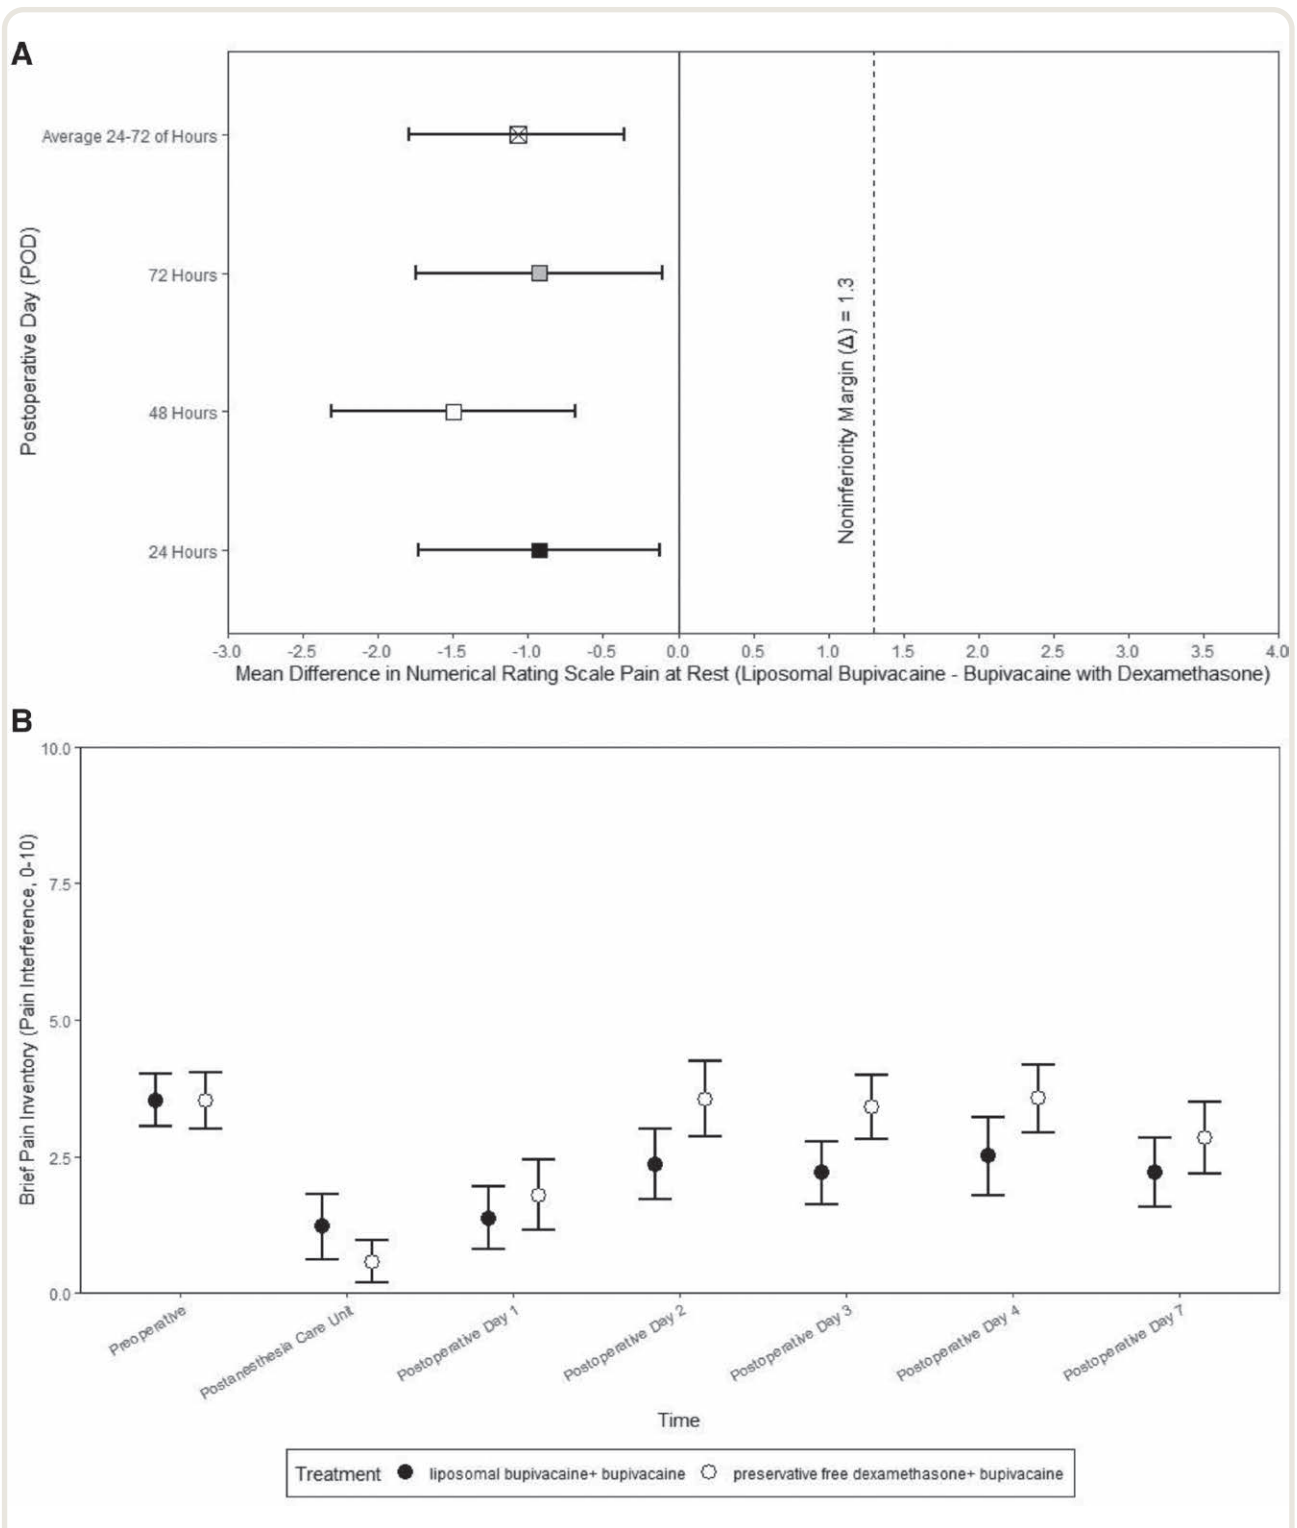 A
Average 24-72 of Hours
72 Hours
48 Hours
24 Hours
Postoperative Day (POD)
Noninferiority Margin (Δ) = 1.3
-3.0 -2.5 -2.0 -1.5 -1.0 -0.5 0.0 0.5 1.0 1.5 2.0 2.5 3.0 3.5 4.0
Mean Difference in Numerical Rating Scale Pain at Rest (Liposomal Bupivacaine - Bupivacaine with Dexamethasone)
B
10.0
7.5
5.0
2.5
0.0
Brief Pain Inventory (Pain Interference, 0-10)
Preoperative
Postanesthesia Care Unit
Postoperative Day 1
Postoperative Day 2
Postoperative Day 3
Postoperative Day 4
Postoperative Day 7
Time
Treatment liposomal bupivacaine+ bupivacaine preservative free dexamethasone+ bupivacaine